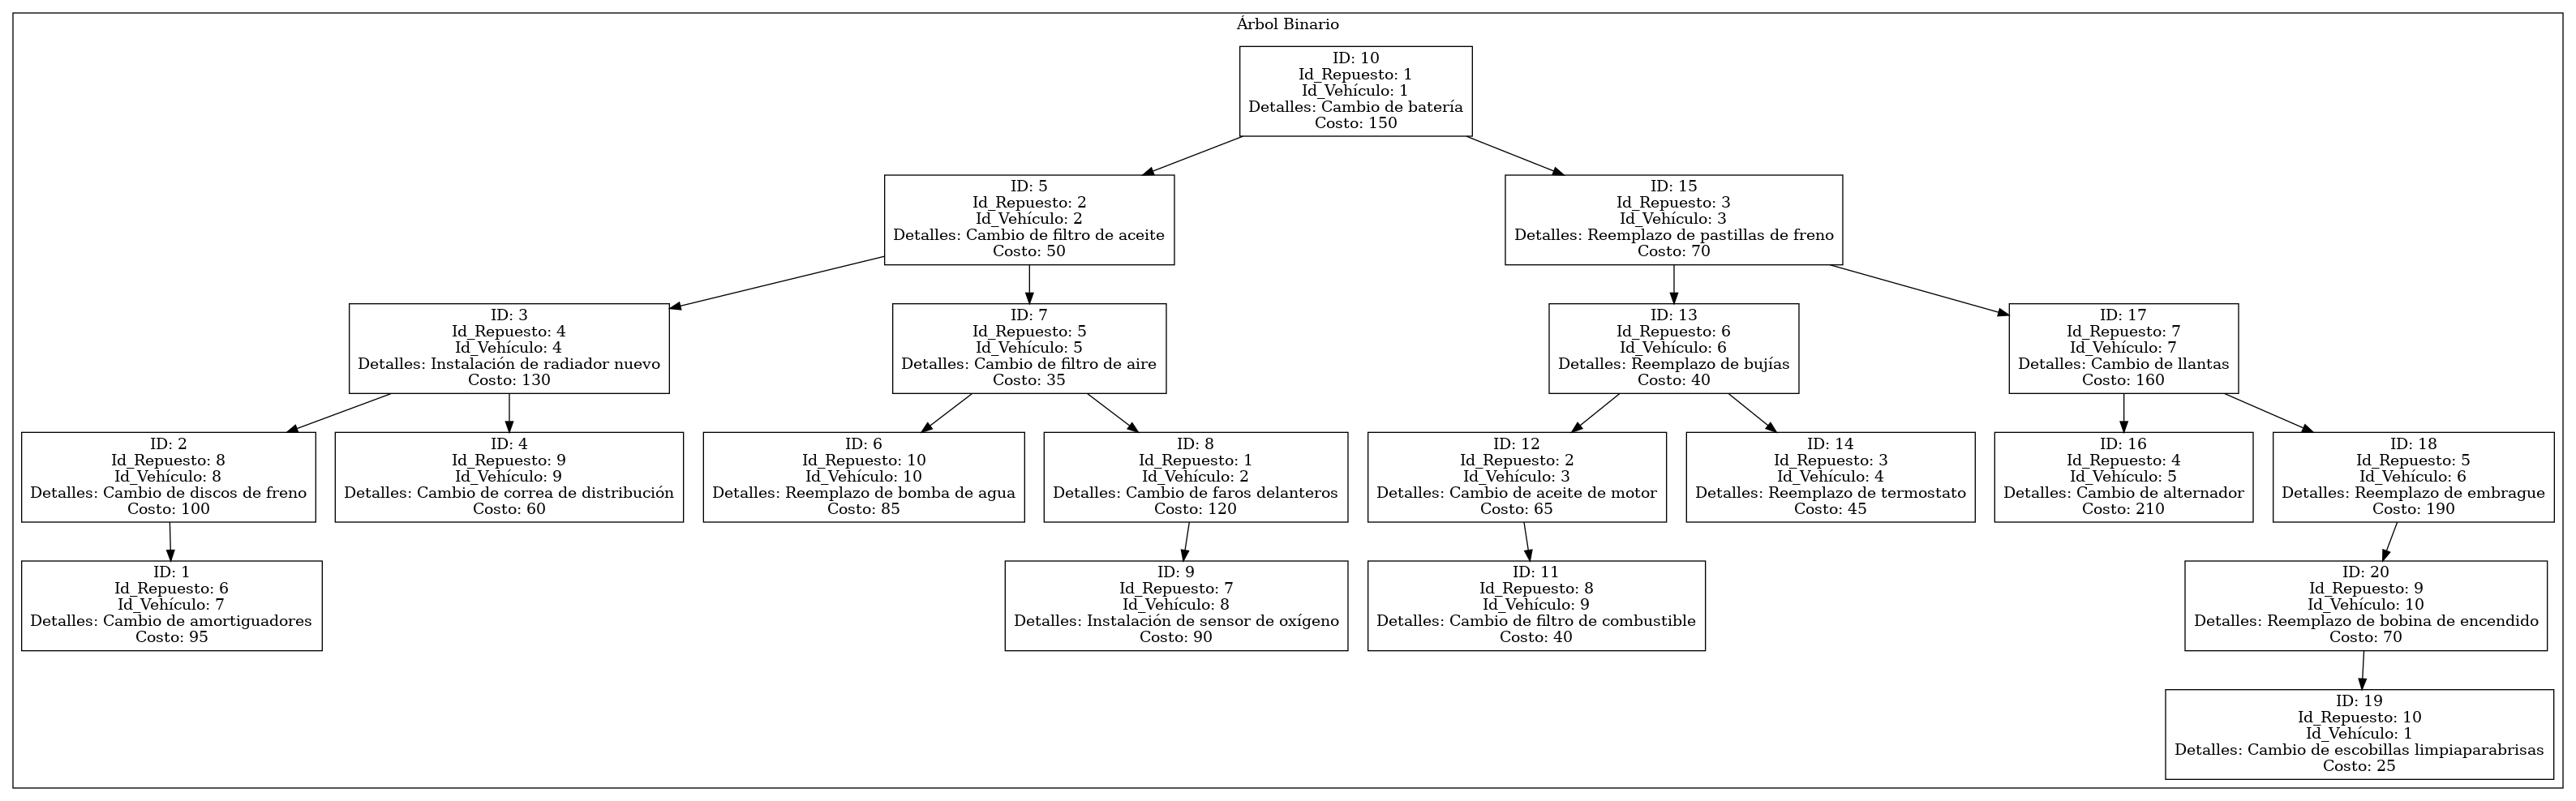 Árbol Binario
ID: 10
Id_Repuesto: 1
Id_Vehículo: 1
Detalles: Cambio de batería
Costo: 150
ID: 5
Id_Repuesto: 2
Id_Vehículo: 2
Detalles: Cambio de filtro de aceite
Costo: 50
ID: 15
Id_Repuesto: 3
Id_Vehículo: 3
Detalles: Reemplazo de pastillas de freno
Costo: 70
ID: 3
Id_Repuesto: 4
Id_Vehículo: 4
Detalles: Instalación de radiador nuevo
Costo: 130
ID: 7
Id_Repuesto: 5
Id_Vehículo: 5
Detalles: Cambio de filtro de aire
Costo: 35
ID: 13
Id_Repuesto: 6
Id_Vehículo: 6
Detalles: Reemplazo de bujías
Costo: 40
ID: 17
Id_Repuesto: 7
Id_Vehículo: 7
Detalles: Cambio de llantas
Costo: 160
ID: 2
Id_Repuesto: 8
Id_Vehículo: 8
Detalles: Cambio de discos de freno
Costo: 100
ID: 4
Id_Repuesto: 9
Id_Vehículo: 9
Detalles: Cambio de correa de distribución
Costo: 60
ID: 6
Id_Repuesto: 10
Id_Vehículo: 10
Detalles: Reemplazo de bomba de agua
Costo: 85
ID: 8
Id_Repuesto: 1
Id_Vehículo: 2
Detalles: Cambio de faros delanteros
Costo: 120
ID: 12
Id_Repuesto: 2
Id_Vehículo: 3
Detalles: Cambio de aceite de motor
Costo: 65
ID: 14
Id_Repuesto: 3
Id_Vehículo: 4
Detalles: Reemplazo de termostato
Costo: 45
ID: 16
Id_Repuesto: 4
Id_Vehículo: 5
Detalles: Cambio de alternador
Costo: 210
ID: 18
Id_Repuesto: 5
Id_Vehículo: 6
Detalles: Reemplazo de embrague
Costo: 190
ID: 1
Id_Repuesto: 6
Id_Vehículo: 7
Detalles: Cambio de amortiguadores
Costo: 95
ID: 9
Id_Repuesto: 7
Id_Vehículo: 8
Detalles: Instalación de sensor de oxígeno
Costo: 90
ID: 11
Id_Repuesto: 8
Id_Vehículo: 9
Detalles: Cambio de filtro de combustible
Costo: 40
ID: 20
Id_Repuesto: 9
Id_Vehículo: 10
Detalles: Reemplazo de bobina de encendido
Costo: 70
ID: 19
Id_Repuesto: 10
Id_Vehículo: 1
Detalles: Cambio de escobillas limpiaparabrisas
Costo: 25